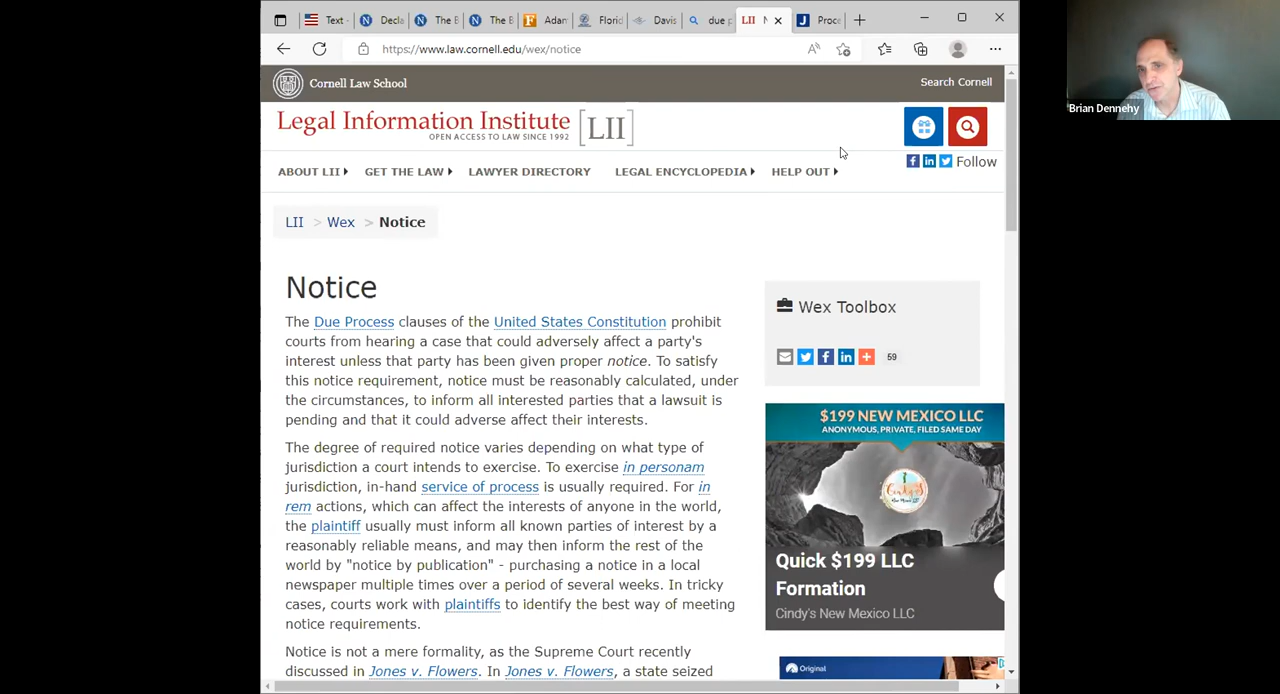 Text -
Decla
The B
The B
Adan
Florid
Davis
due p
LII
Proce
https://www.law.cornell.edu/wex/notice
Brian Dennehy
Cornell Law School
Search Cornell
Legal Information Institute [LII]
OPEN ACCESS TO LAW SINCE 1992
Follow
ABOUT LII
GET THE LAW
LAWYER DIRECTORY
LEGAL ENCYCLOPEDIA
HELP OUT
LII > Wex > Notice
Notice
The Due Process clauses of the United States Constitution prohibit
courts from hearing a case that could adversely affect a party's
interest unless that party has been given proper notice. To satisfy
this notice requirement, notice must be reasonably calculated, under
the circumstances, to inform all interested parties that a lawsuit is
pending and that it could adverse affect their interests.
The degree of required notice varies depending on what type of
jurisdiction a court intends to exercise. To exercise in personam
jurisdiction, in-hand service of process is usually required. For in
rem actions, which can affect the interests of anyone in the world,
the plaintiff usually must inform all known parties of interest by a
reasonably reliable means, and may then inform the rest of the
world by "notice by publication" - purchasing a notice in a local
newspaper multiple times over a period of several weeks. In tricky
cases, courts work with plaintiffs to identify the best way of meeting
notice requirements.
Notice is not a mere formality, as the Supreme Court recently
discussed in Jones v. Flowers. In Jones v. Flowers, a state seized
Wex Toolbox
59
$199 NEW MEXICO LLC
ANONYMOUS, PRIVATE, FILED SAME DAY
Cindy's
Quick $199 LLC
Formation
Cindy's New Mexico LLC
Original